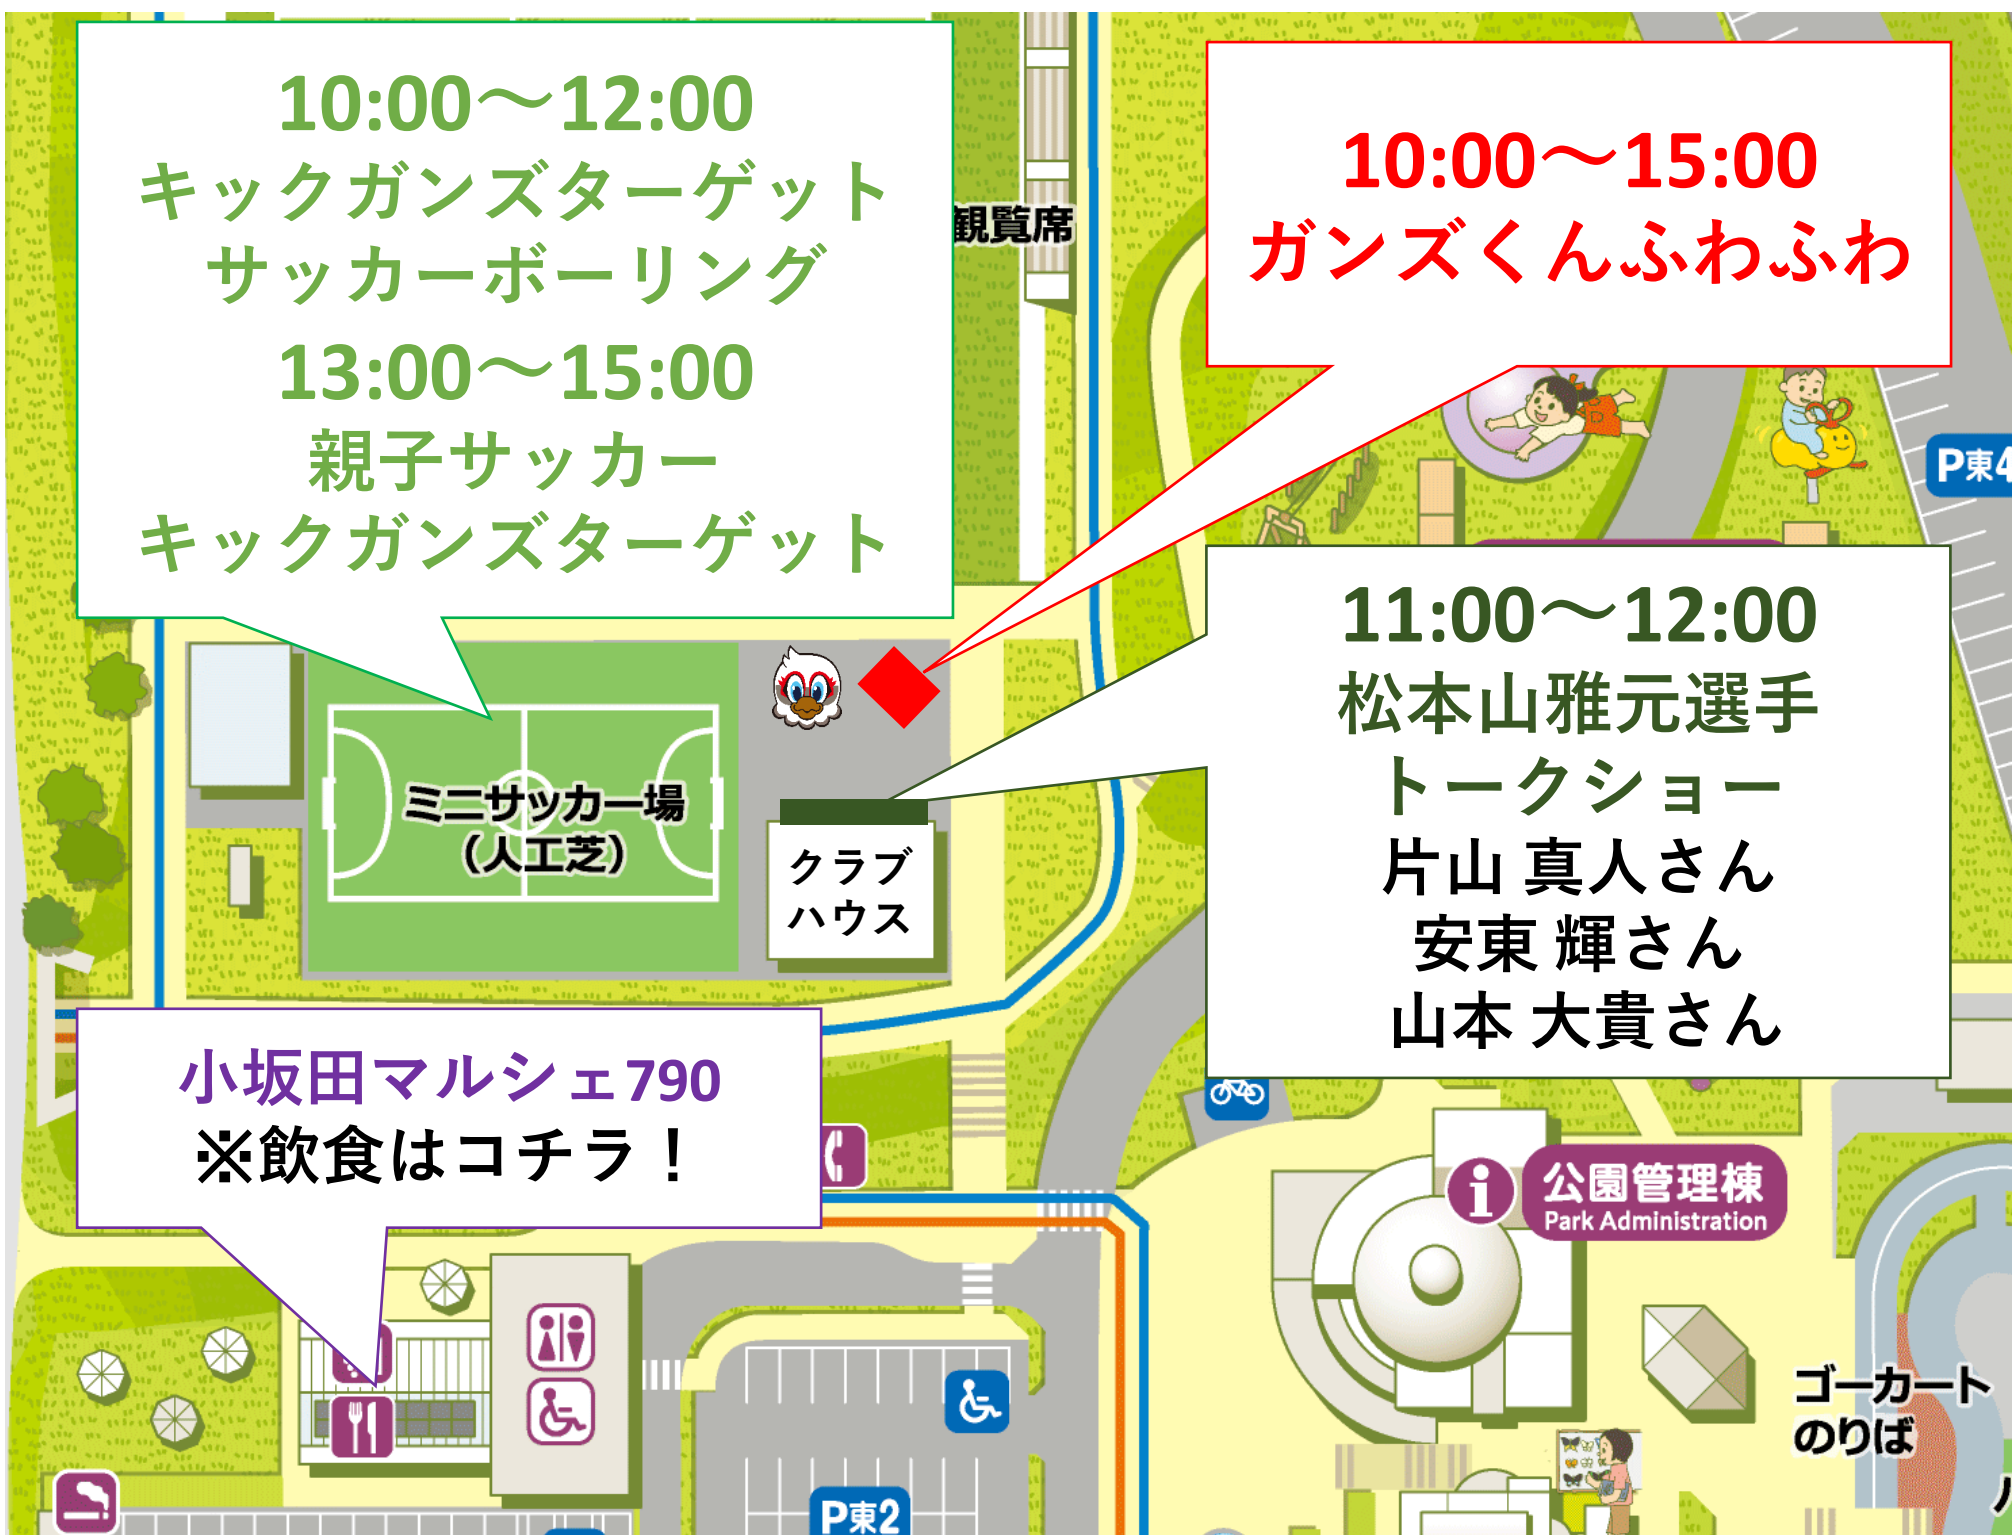 10:00～12:00
キックガンズターゲット
サッカーボーリング
13:00～15:00
親子サッカー
キックガンズターゲット
観覧席
10:00～15:00
ガンズくんふわふわ
P東4
11:00～12:00
松本山雅元選手
トークショー
片山 真人さん
安東 輝さん
山本 大貴さん
ミニサッカー場
（人工芝）
クラブ
ハウス
小坂田マルシェ790
※飲食はコチラ！
i
公園管理棟
Park Administration
ゴーカート
のりば
P東2